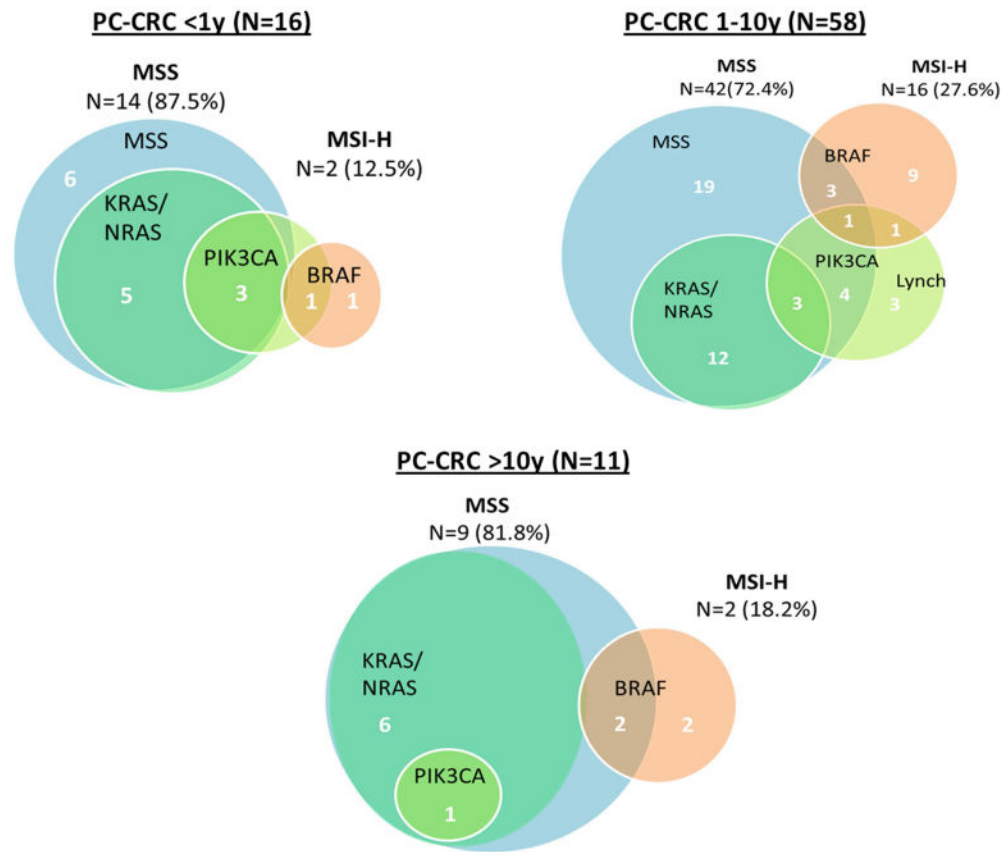 PC-CRC <1y (N=16)
MSS
N=14 (87.5%)
MSI-H
N=2 (12.5%)
MSS
6
KRAS/
NRAS
PIK3CA
BRAF
5
3
1
1
PC-CRC 1-10y (N=58)
MSS
N=42(72.4%)
MSI-H
N=16 (27.6%)
MSS
BRAF
19
3
9
1
1
PIK3CA
Lynch
KRAS/
NRAS
3
4
3
12
PC-CRC >10y (N=11)
MSS
N=9 (81.8%)
MSI-H
N=2 (18.2%)
KRAS/
NRAS
BRAF
6
2
2
PIK3CA
1